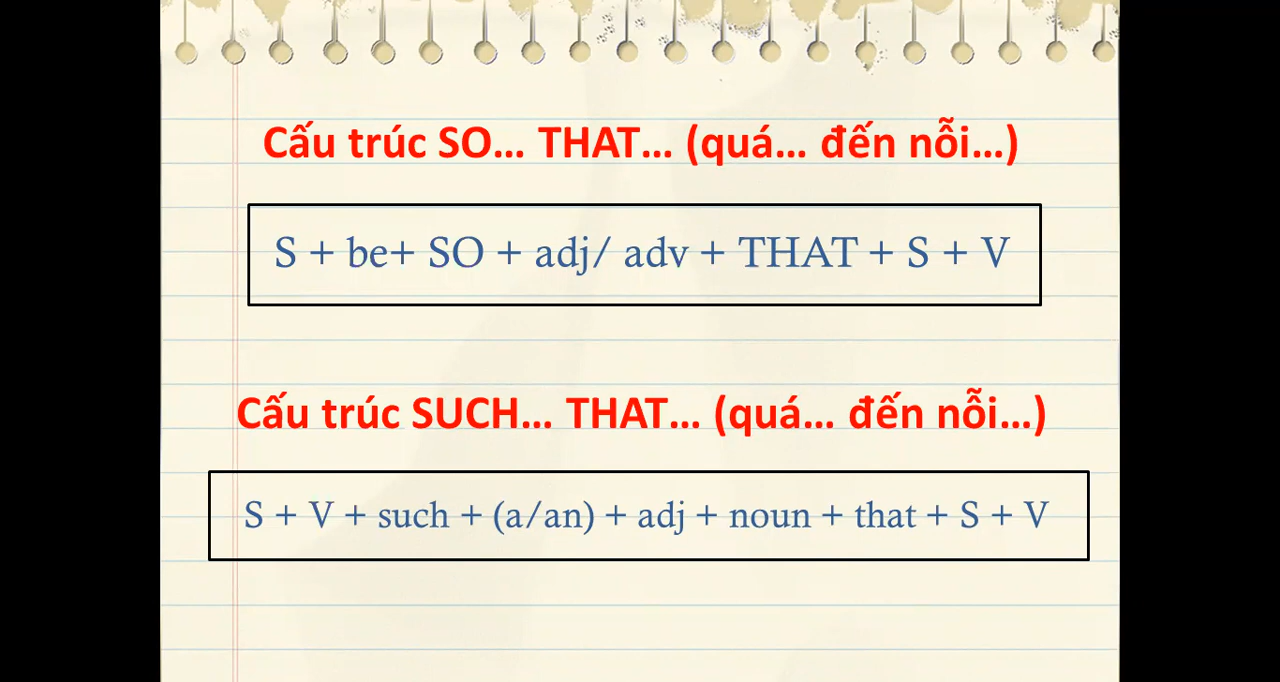 Cấu trúc SO... THAT... (quá... đến nỗi...)
S + be+ SO + adj/ adv + THAT + S + V
Cấu trúc SUCH... THAT... (quá... đến nỗi...)
S + V + such + (a/an) + adj + noun + that + S + V